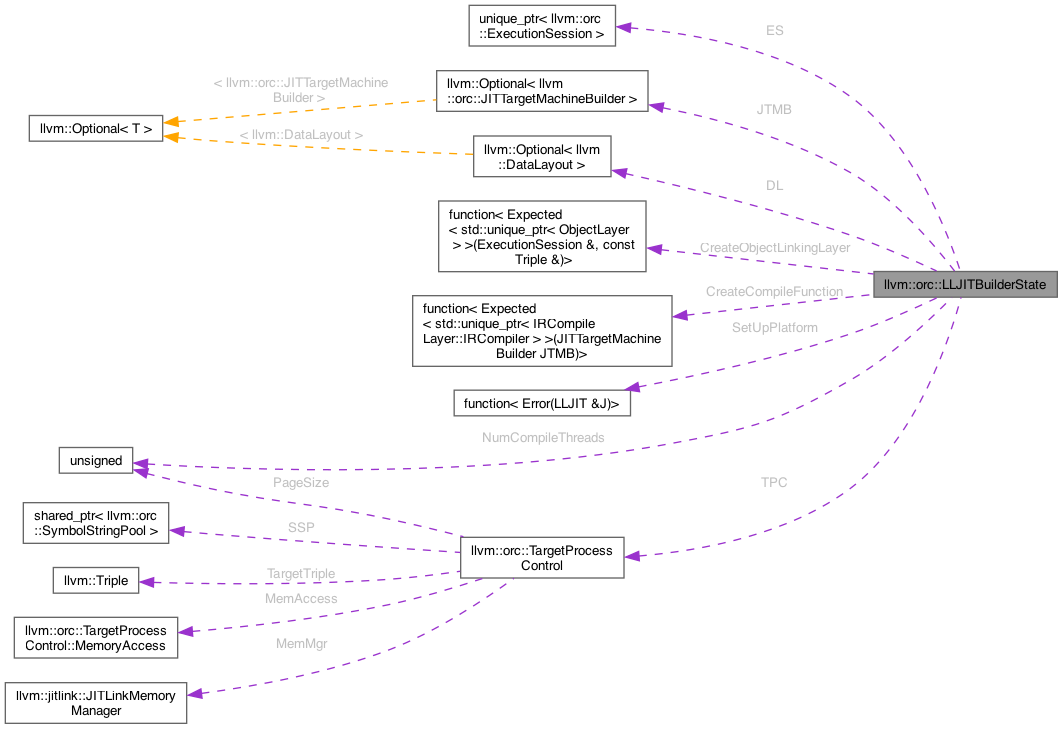 unique_ptr< llvm::orc
::ExecutionSession >
ES
< llvm::orc::JITTargetMachine
Builder >
llvm::Optional< llvm
::orc::JITTargetMachineBuilder >
JTMB
llvm::Optional< T >
< llvm::DataLayout >
llvm::Optional< llvm
::DataLayout >
DL
function< Expected
< std::unique_ptr< ObjectLayer
> >(ExecutionSession &, const
Triple &)>
CreateObjectLinkingLayer
llvm::orc::LLJITBuilderState
function< Expected
< std::unique_ptr< IRCompile
Layer::IRCompiler > >(JITTargetMachine
Builder JTMB)>
CreateCompileFunction
SetUpPlatform
function< Error(LLJIT &J)>
NumCompileThreads
unsigned
PageSize
TPC
shared_ptr< llvm::orc
::SymbolStringPool >
SSP
llvm::orc::TargetProcess
Control
llvm::Triple
TargetTriple
MemAccess
llvm::orc::TargetProcess
Control::MemoryAccess
MemMgr
llvm::jitlink::JITLinkMemory
Manager